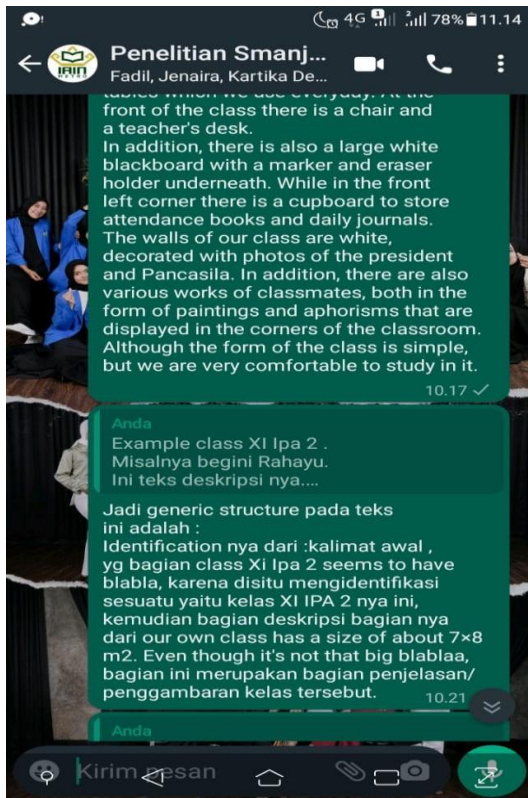 4G 78% 11.14
IAIN
METRO
Penelitian Smanj...
Fadil, Jenaira, Kartika De...
tables which we use everyday. At the
front of the class there is a chair and
a teacher's desk.
In addition, there is also a large white
blackboard with a marker and eraser
holder underneath. While in the front
left corner there is a cupboard to store
attendance books and daily journals.
The walls of our class are white,
decorated with photos of the president
and Pancasila. In addition, there are also
various works of classmates, both in the
form of paintings and aphorisms that are
displayed in the corners of the classroom.
Although the form of the class is simple,
but we are very comfortable to study in it.
10.17
Anda
Example class XI Ipa 2 .
Misalnya begini Rahayu.
Ini teks deskripsi nya....
Jadi generic structure pada teks
ini adalah :
Identification nya dari :kalimat awal ,
yg bagian class Xi Ipa 2 seems to have
blabla, karena disitu mengidentifikasi
sesuatu yaitu kelas XI IPA 2 nya ini,
kemudian bagian deskripsi bagian nya
dari our own class has a size of about 7×8
m2. Even though it's not that big blablaa,
bagian ini merupakan bagian penjelasan/
penggambaran kelas tersebut.
10.21
Anda
Kirim pesan